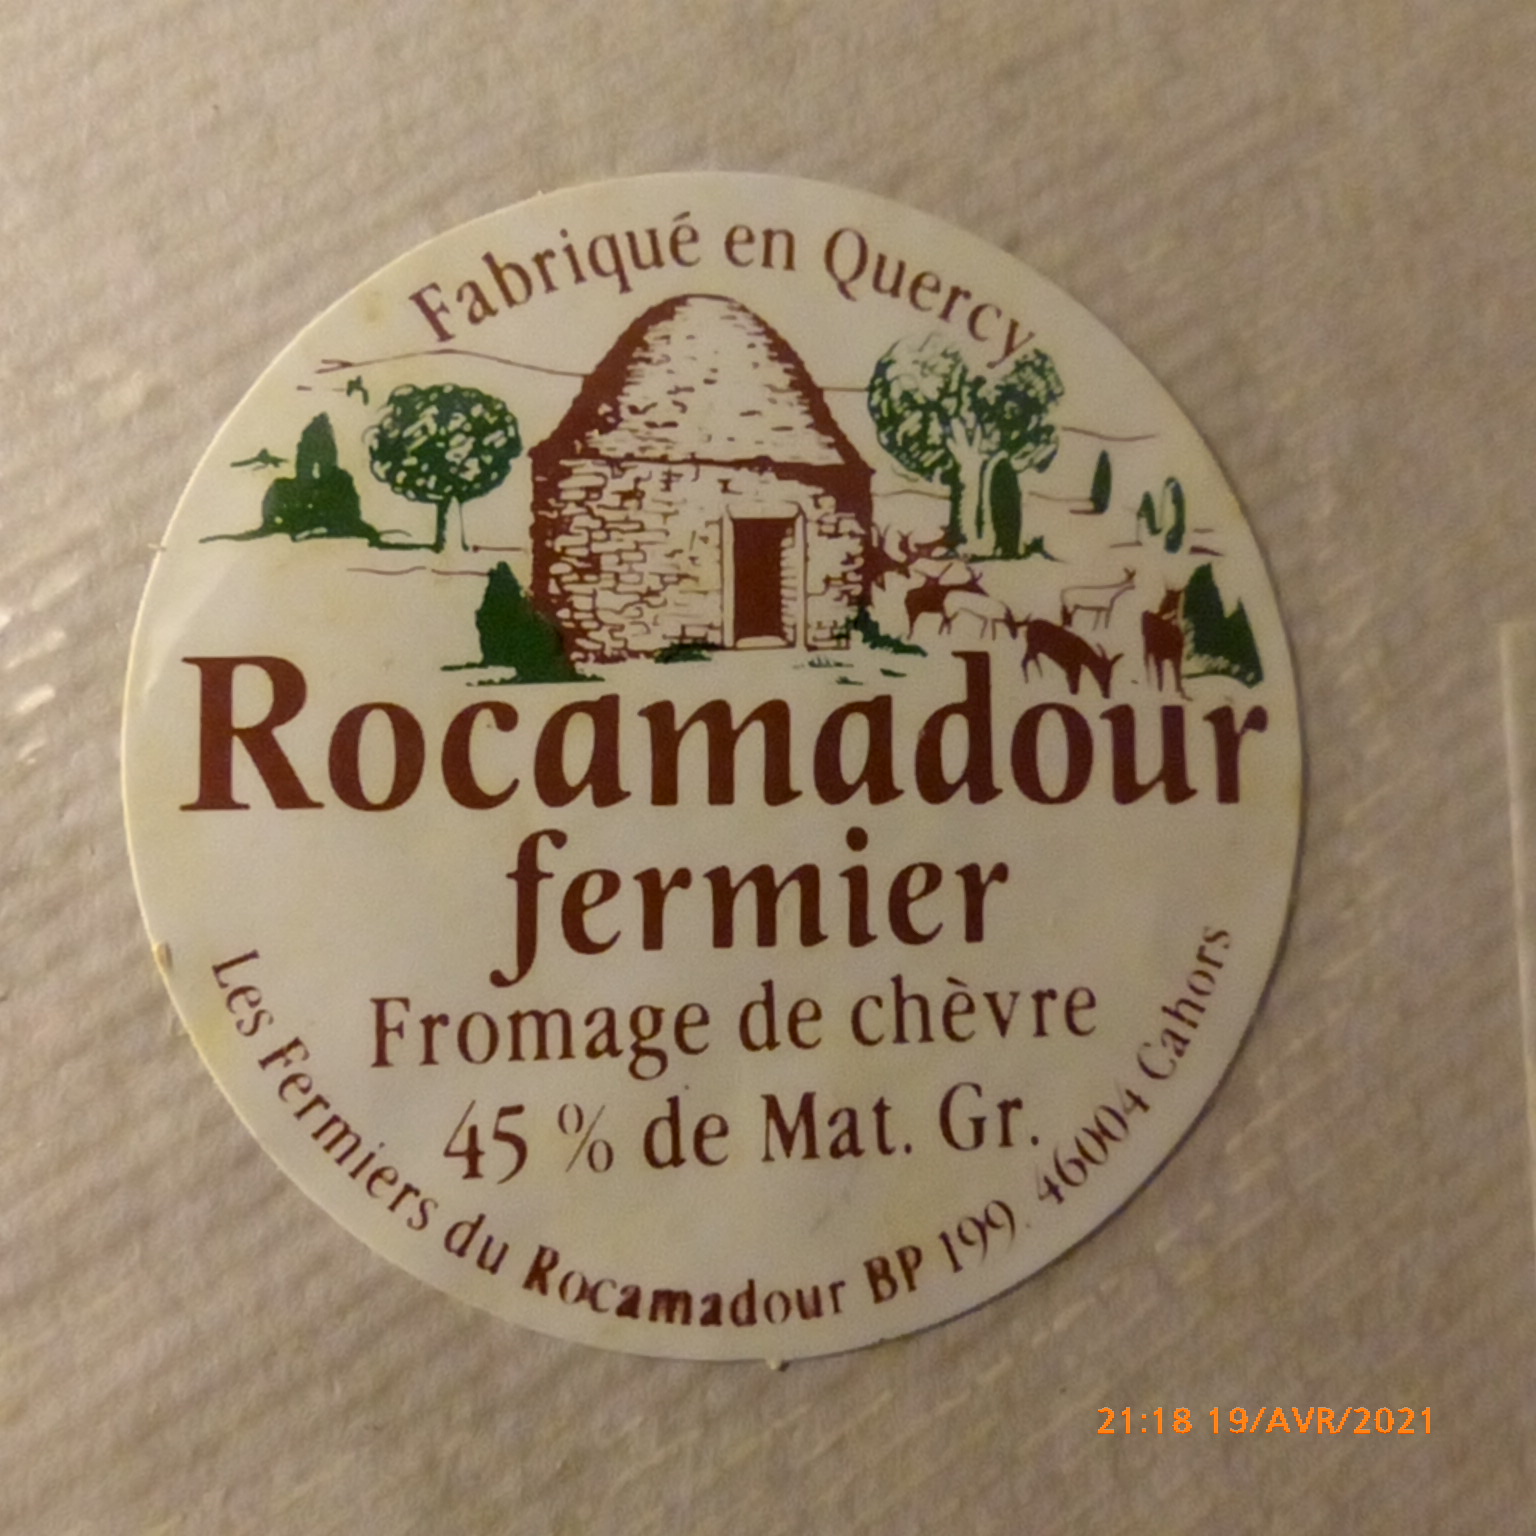 Fabriqué en Quercy
Rocamadour
fermier
Fromage de chèvre
45 % de Mat. Gr.
Les Fermiers du Rocamadour BP 199. 46004 Cahors
21:18 19/AVR/2021